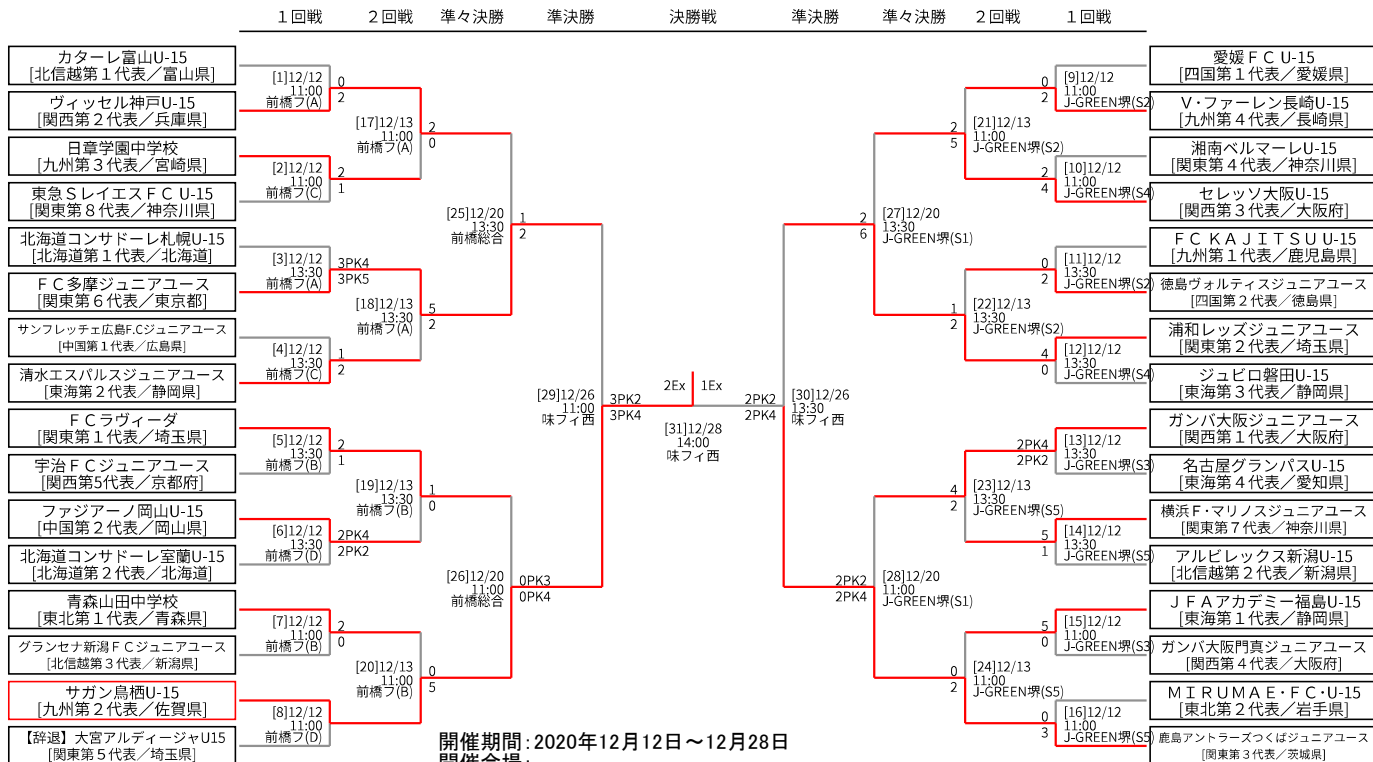 １回戦 ２回戦 準々決勝 準決勝 決勝戦 準決勝 準々決勝 ２回戦 １回戦
カターレ富山U-15
[北信越第１代表／富山県]
ヴィッセル神戸U-15
[関西第２代表／兵庫県]
日章学園中学校
[九州第３代表／宮崎県]
東急ＳレイエスＦＣ U-15
[関東第８代表／神奈川県]
北海道コンサドーレ札幌U-15
[北海道第１代表／北海道]
ＦＣ多摩ジュニアユース
[関東第６代表／東京都]
サンフレッチェ広島F.Cジュニアユース
[中国第１代表／広島県]
清水エスパルスジュニアユース
[東海第２代表／静岡県]
ＦＣラヴィーダ
[関東第１代表／埼玉県]
宇治ＦＣジュニアユース
[関西第5代表／京都府]
ファジアーノ岡山U-15
[中国第２代表／岡山県]
北海道コンサドーレ室蘭U-15
[北海道第２代表／北海道]
青森山田中学校
[東北第１代表／青森県]
グランセナ新潟ＦＣジュニアユース
[北信越第３代表／新潟県]
サガン鳥栖U-15
[九州第２代表／佐賀県]
【辞退】大宮アルディージャU15
[関東第５代表／埼玉県]
[1]12/12
11:00
前橋フ(A)
0
2
[2]12/12
11:00
前橋フ(C)
2
1
[3]12/12
13:30
前橋フ(A)
3PK4
3PK5
[4]12/12
13:30
前橋フ(C)
1
2
[5]12/12
13:30
前橋フ(B)
2
1
[6]12/12
13:30
前橋フ(D)
2PK4
2PK2
[7]12/12
11:00
前橋フ(B)
2
0
[8]12/12
11:00
前橋フ(D)
[17]12/13
11:00
前橋フ(A)
2
0
[18]12/13
13:30
前橋フ(A)
5
2
[19]12/13
13:30
前橋フ(B)
1
0
[20]12/13
11:00
前橋フ(B)
0
5
[25]12/20
13:30
前橋総合
1
2
[26]12/20
11:00
前橋総合
0PK3
0PK4
[29]12/26
11:00
味フィ西
3PK2
3PK4
2Ex 1Ex
[31]12/28
14:00
味フィ西
2PK2
2PK4
[30]12/26
13:30
味フィ西
2
6
[27]12/20
13:30
J-GREEN堺(S1)
2PK2
2PK4
[28]12/20
11:00
J-GREEN堺(S1)
2
5
[21]12/13
11:00
J-GREEN堺(S2)
1
2
[22]12/13
13:30
J-GREEN堺(S2)
4
2
[23]12/13
13:30
J-GREEN堺(S5)
0
2
[24]12/13
11:00
J-GREEN堺(S5)
0
2
[9]12/12
11:00
J-GREEN堺(S2)
2
4
[10]12/12
11:00
J-GREEN堺(S4)
0
2
[11]12/12
13:30
J-GREEN堺(S2)
4
0
[12]12/12
13:30
J-GREEN堺(S4)
2PK4
2PK2
[13]12/12
13:30
J-GREEN堺(S3)
5
1
[14]12/12
13:30
J-GREEN堺(S5)
5
0
[15]12/12
11:00
J-GREEN堺(S3)
0
3
[16]12/12
11:00
J-GREEN堺(S5)
愛媛ＦＣ U-15
[四国第１代表／愛媛県]
Ｖ・ファーレン長崎U-15
[九州第４代表／長崎県]
湘南ベルマーレU-15
[関東第４代表／神奈川県]
セレッソ大阪U-15
[関西第３代表／大阪府]
ＦＣ ＫＡＪＩＴＳＵ U-15
[九州第１代表／鹿児島県]
徳島ヴォルティスジュニアユース
[四国第２代表／徳島県]
浦和レッズジュニアユース
[関東第２代表／埼玉県]
ジュビロ磐田U-15
[東海第３代表／静岡県]
ガンバ大阪ジュニアユース
[関西第１代表／大阪府]
名古屋グランパスU-15
[東海第４代表／愛知県]
横浜Ｆ・マリノスジュニアユース
[関東第７代表／神奈川県]
アルビレックス新潟U-15
[北信越第２代表／新潟県]
ＪＦＡアカデミー福島U-15
[東海第１代表／静岡県]
ガンバ大阪門真ジュニアユース
[関西第４代表／大阪府]
ＭＩＲＵＭＡＥ・ＦＣ・U-15
[東北第２代表／岩手県]
鹿島アントラーズつくばジュニアユース
[関東第３代表／茨城県]
開催期間：2020年12月12日～12月28日
開催会場：